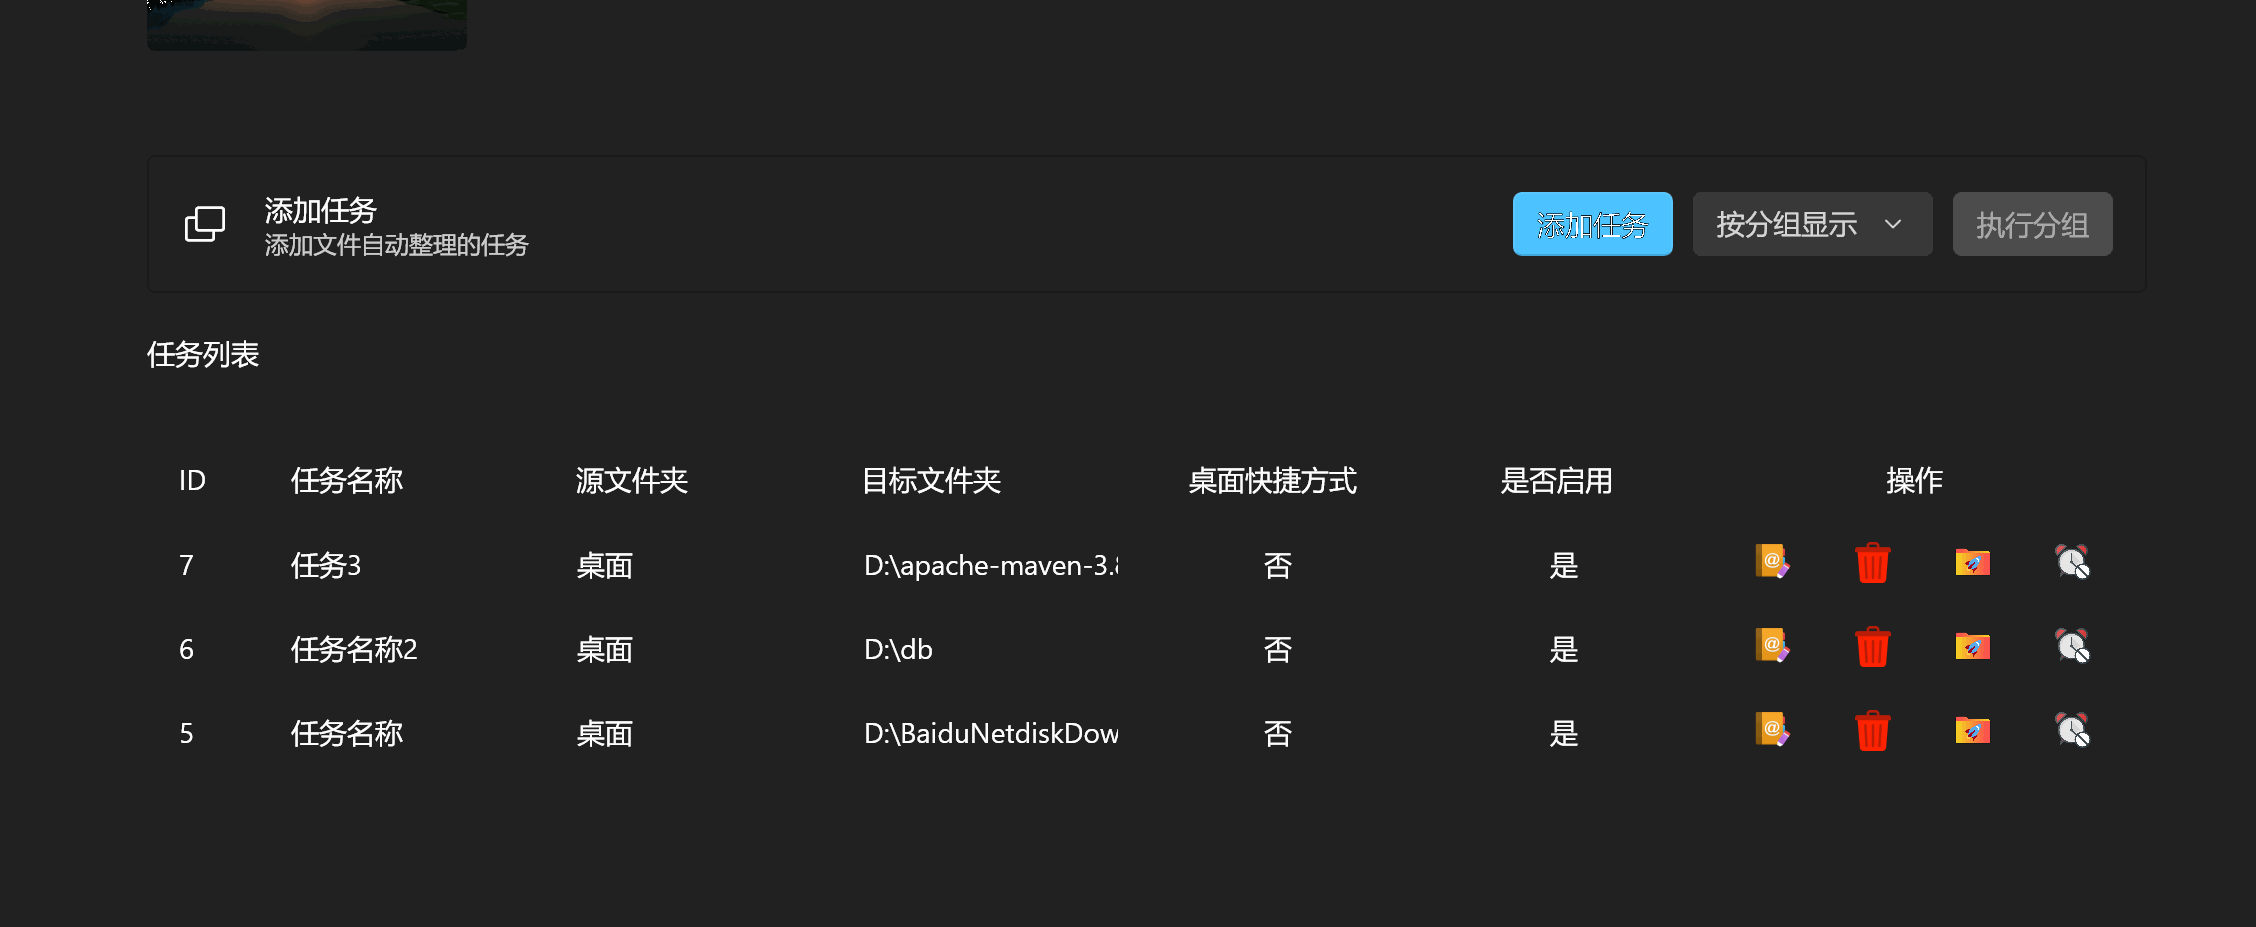 添加任务
添加文件自动整理的任务
添加任务 按分组显示 执行分组
任务列表
ID 任务名称 源文件夹 目标文件夹 桌面快捷方式 是否启用 操作
7 任务3 桌面 D:\apache-maven-3. 否 是
6 任务名称2 桌面 D:\db 否 是
5 任务名称 桌面 D:\BaiduNetdiskDow 否 是